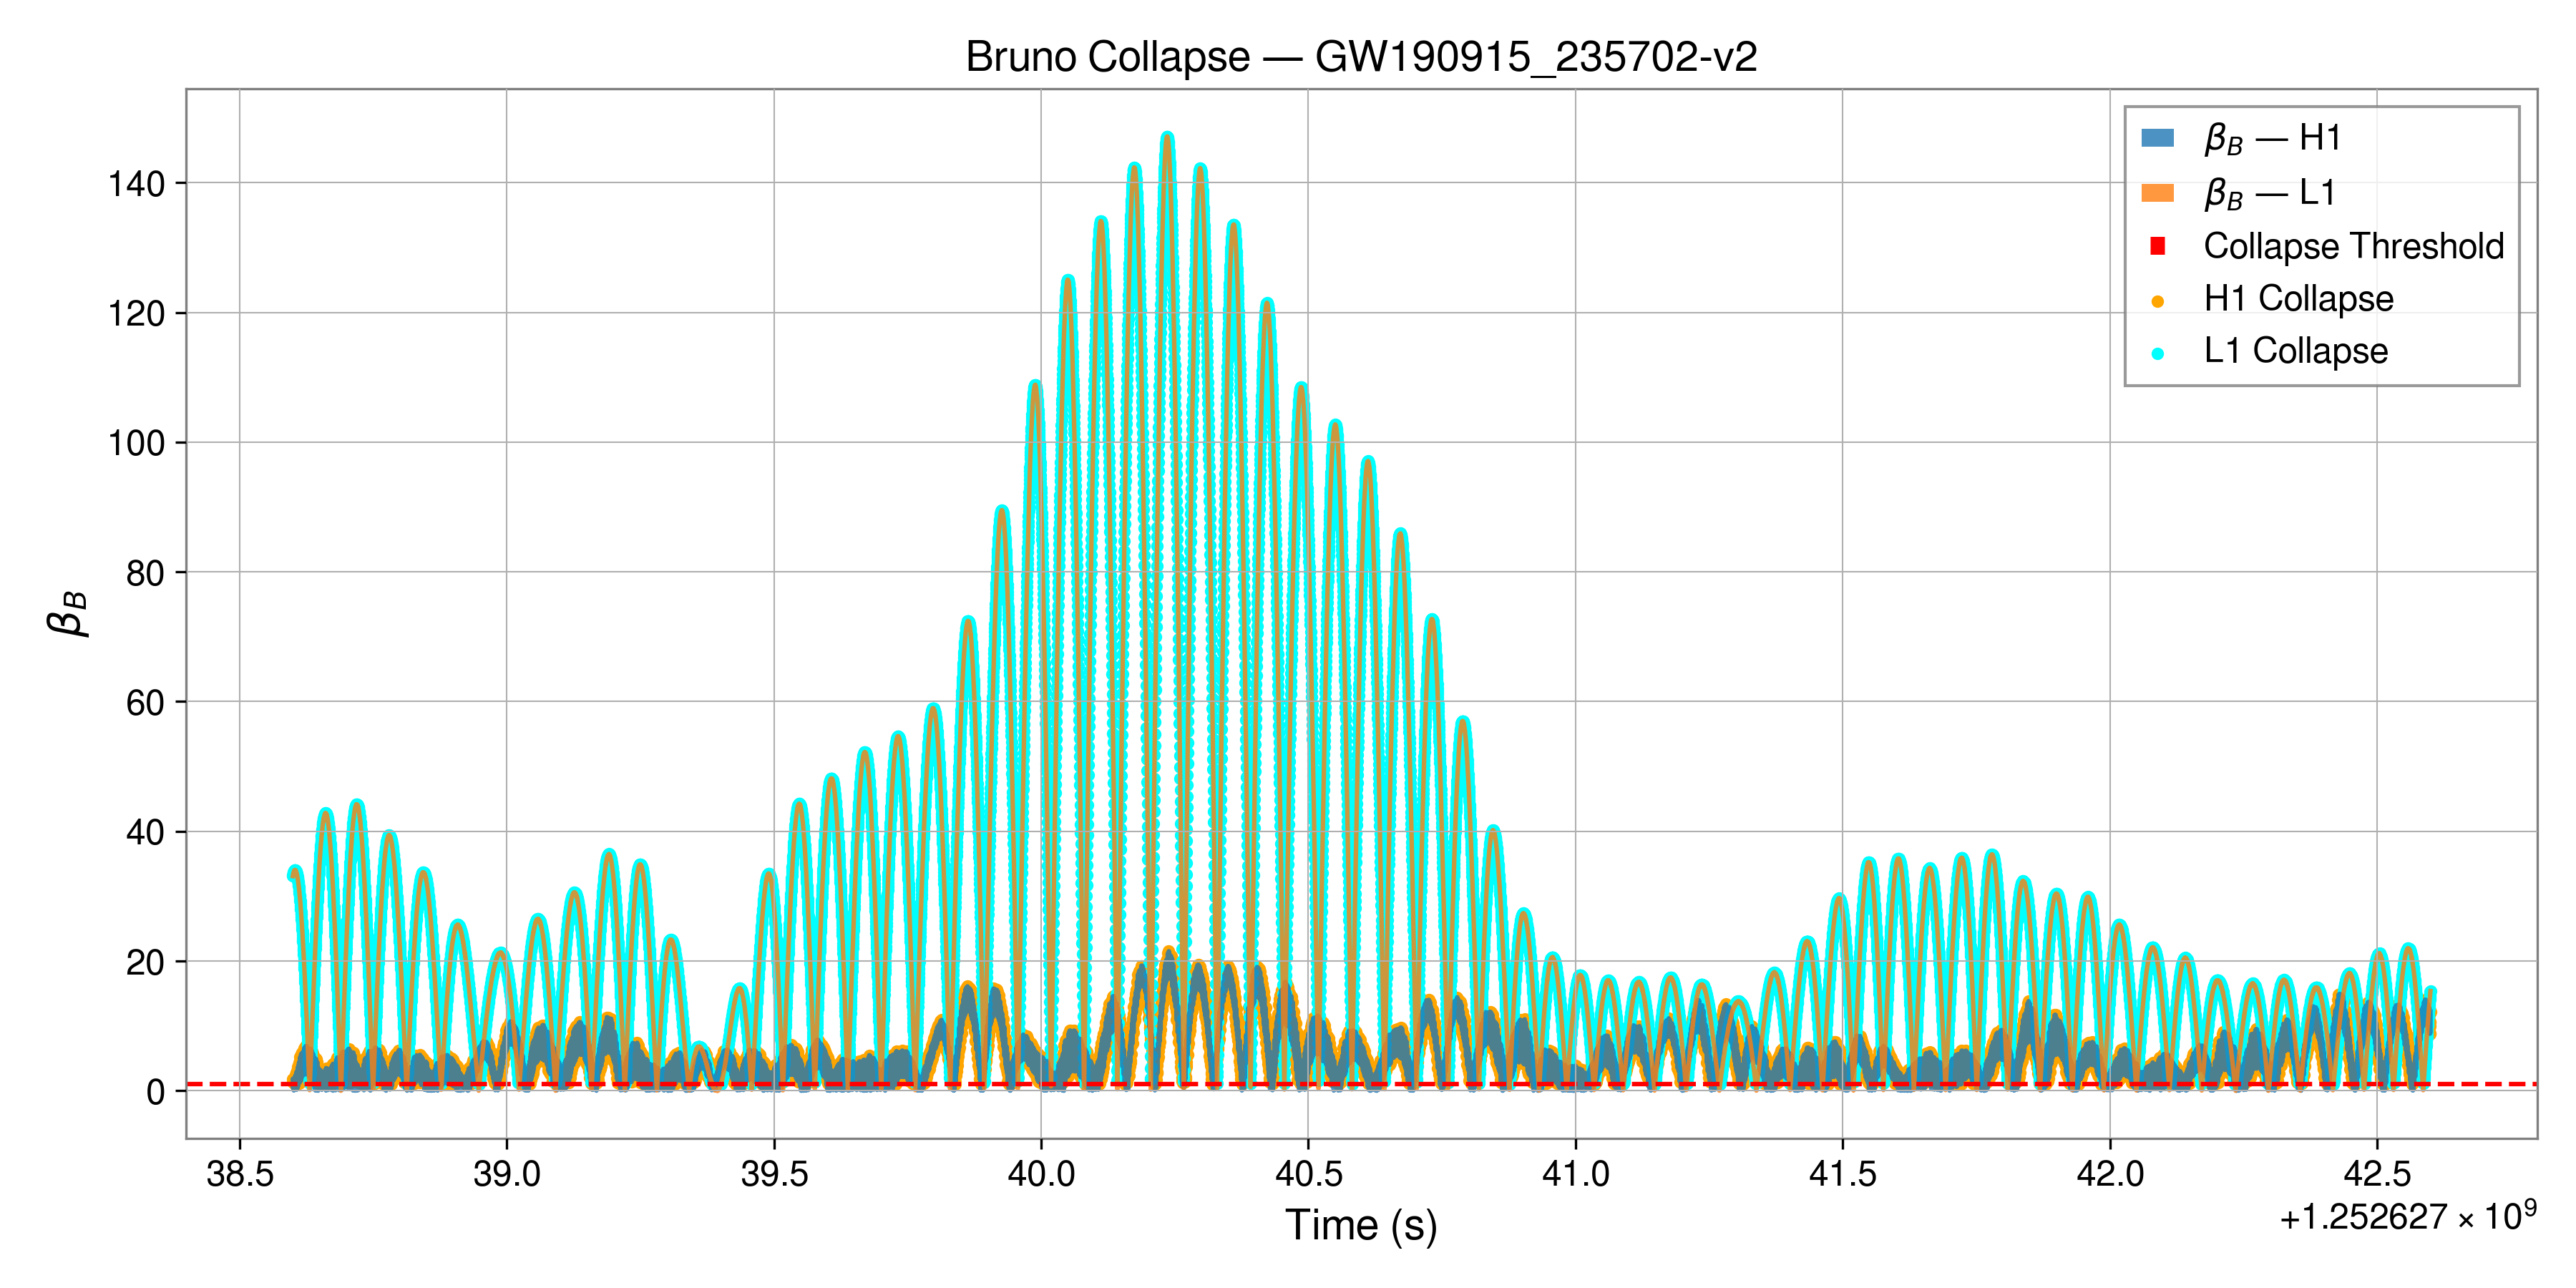 Bruno Collapse — GW190915_235702-v2
β_B — H1
β_B — L1
Collapse Threshold
H1 Collapse
L1 Collapse
140
120
100
80
60
40
20
0
β_B
38.5 39.0 39.5 40.0 40.5 41.0 41.5 42.0 42.5
+1.252627 × 10⁹
Time (s)